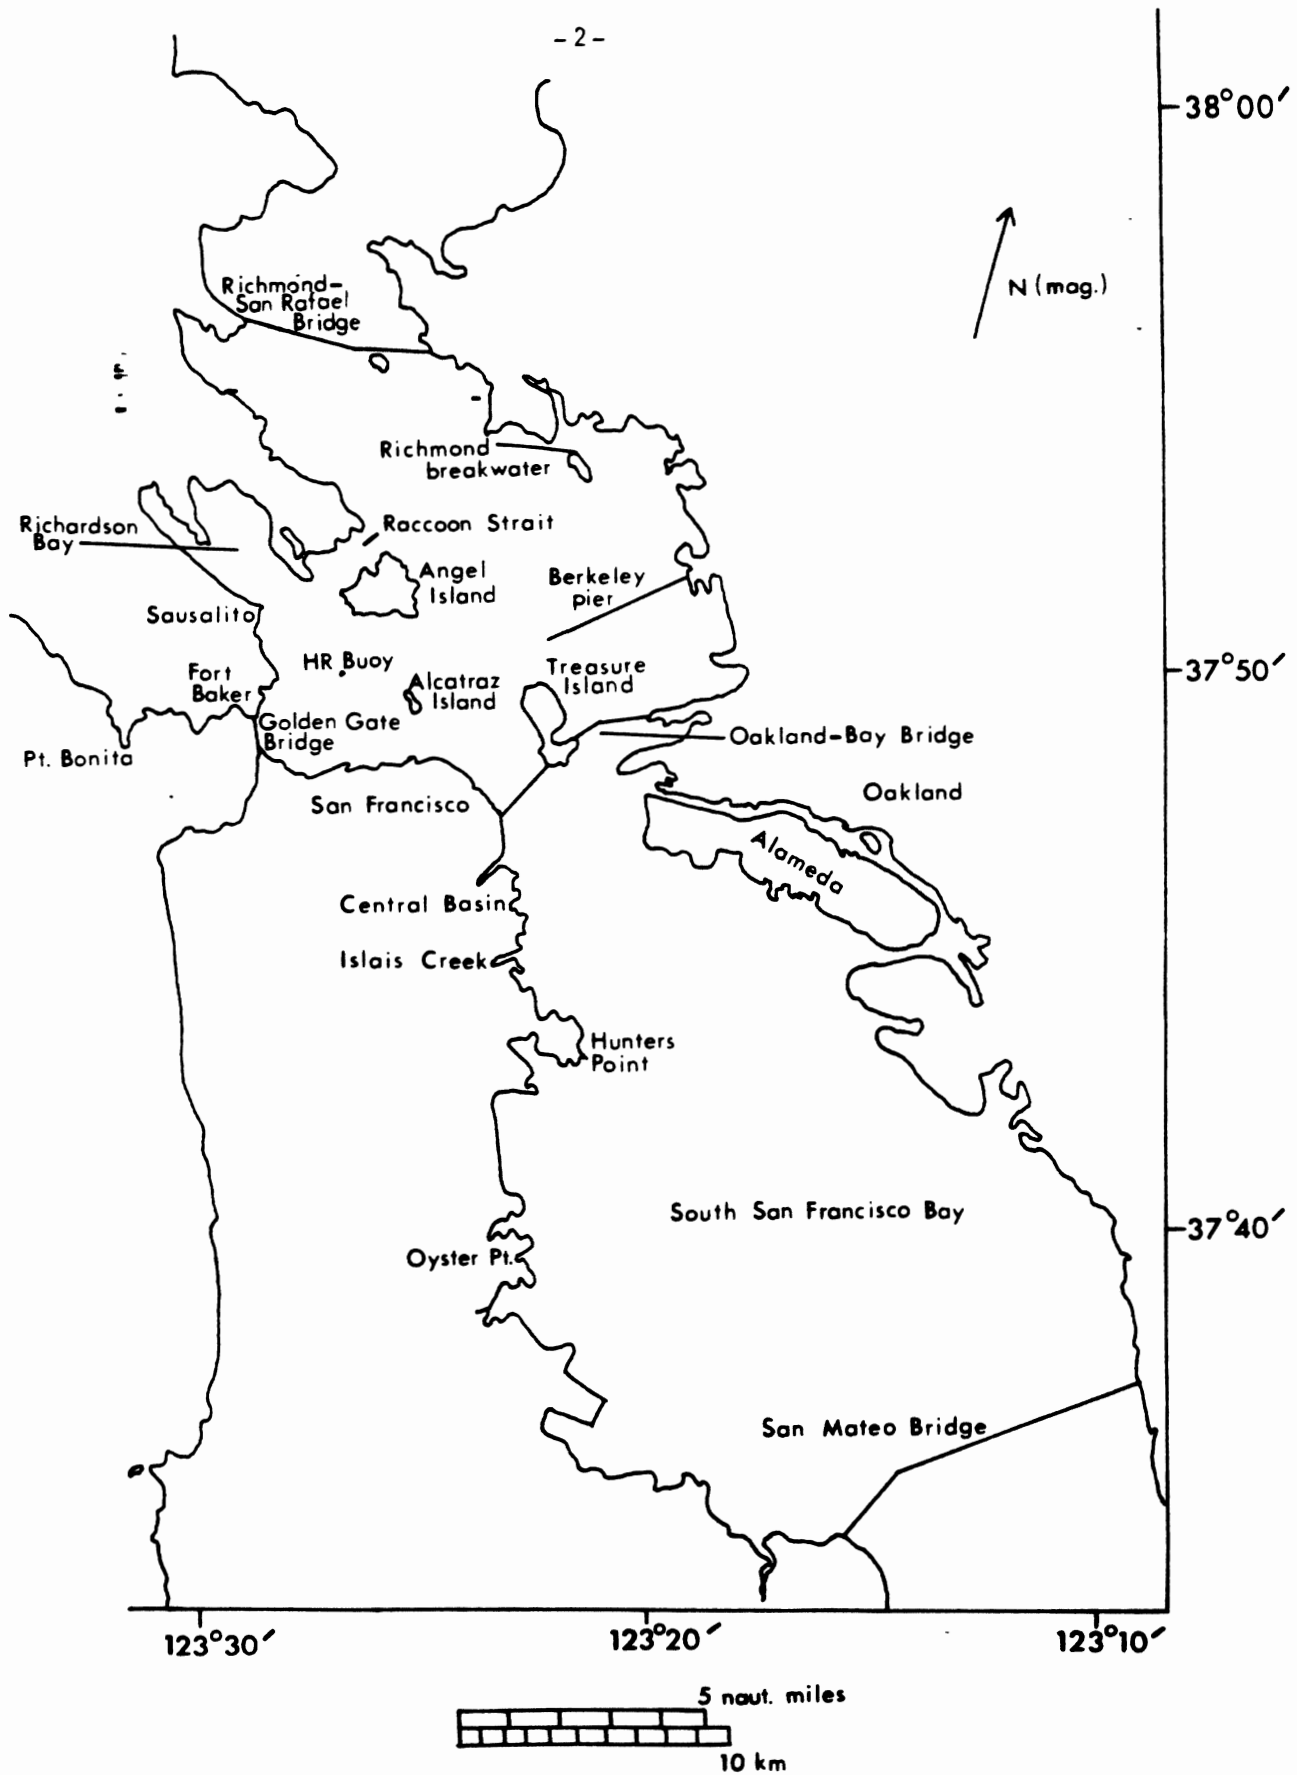 -2-
38°00′
N (mag.)
Richmond-
San Rafael
Bridge
Richmond
breakwater
Richardson
Bay
Raccoon Strait
Angel
Island
Berkeley
pier
Sausalito
HR Buoy
Fort
Baker
Alcatraz
Island
Treasure
Island
37°50′
Golden Gate
Bridge
Pt. Bonita
Oakland-Bay Bridge
San Francisco
Oakland
Alameda
Central Basin
Islais Creek
Hunters
Point
South San Francisco Bay
37°40′
Oyster Pt.
San Mateo Bridge
123°30′
123°20′
123°10′
5 naut. miles
10 km